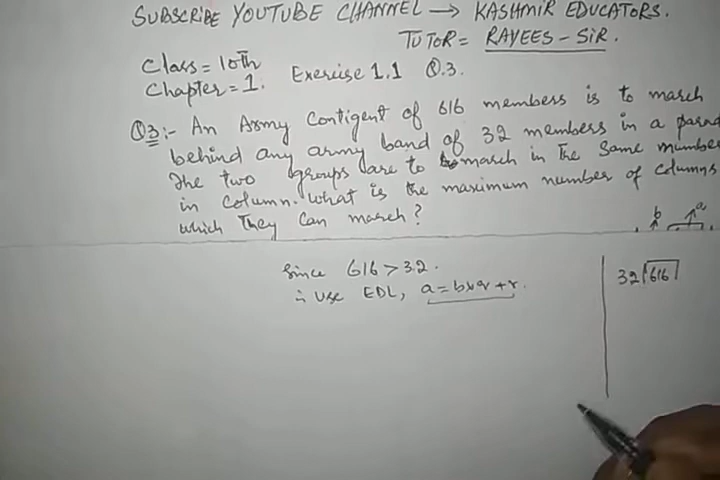 SUBSCRIBE YOUTUBE CHANNEL → KASHMIR EDUCATORS.
TUTOR = RAYEES - SIR.
Class = 10th
Chapter = 1. Exercise 1.1 Q.3.
Q3:- An Army Contigent of 616 members is to march
behind any army band of 32 members in a parad
The two groups are to march in the same number
in column. what is the maximum number of columns
which they can march?
b a
Since 616 > 32.
∴ use EDL, a = b×q + r.
32 616